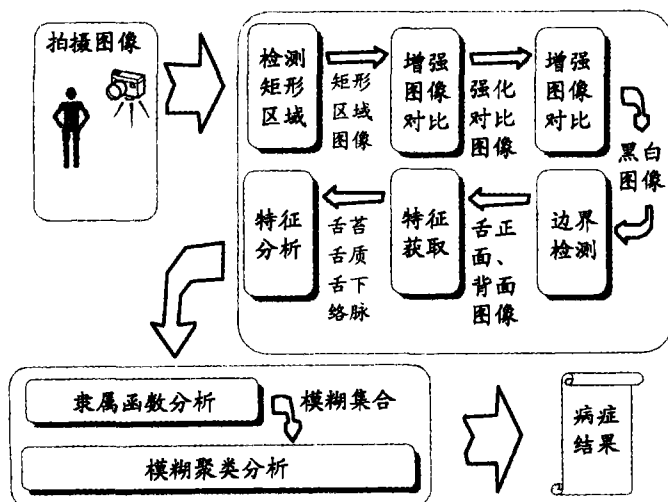 拍摄图像
检测
矩形
区域
矩形
区域
图像
增强
图像
对比
强化
对比
图像
增强
图像
对比
黑白
图像
边界
检测
舌正
面、
背面
图像
特征
获取
舌苔
舌质
舌下
络脉
特征
分析
隶属函数分析
模糊集合
模糊聚类分析
病症
结果